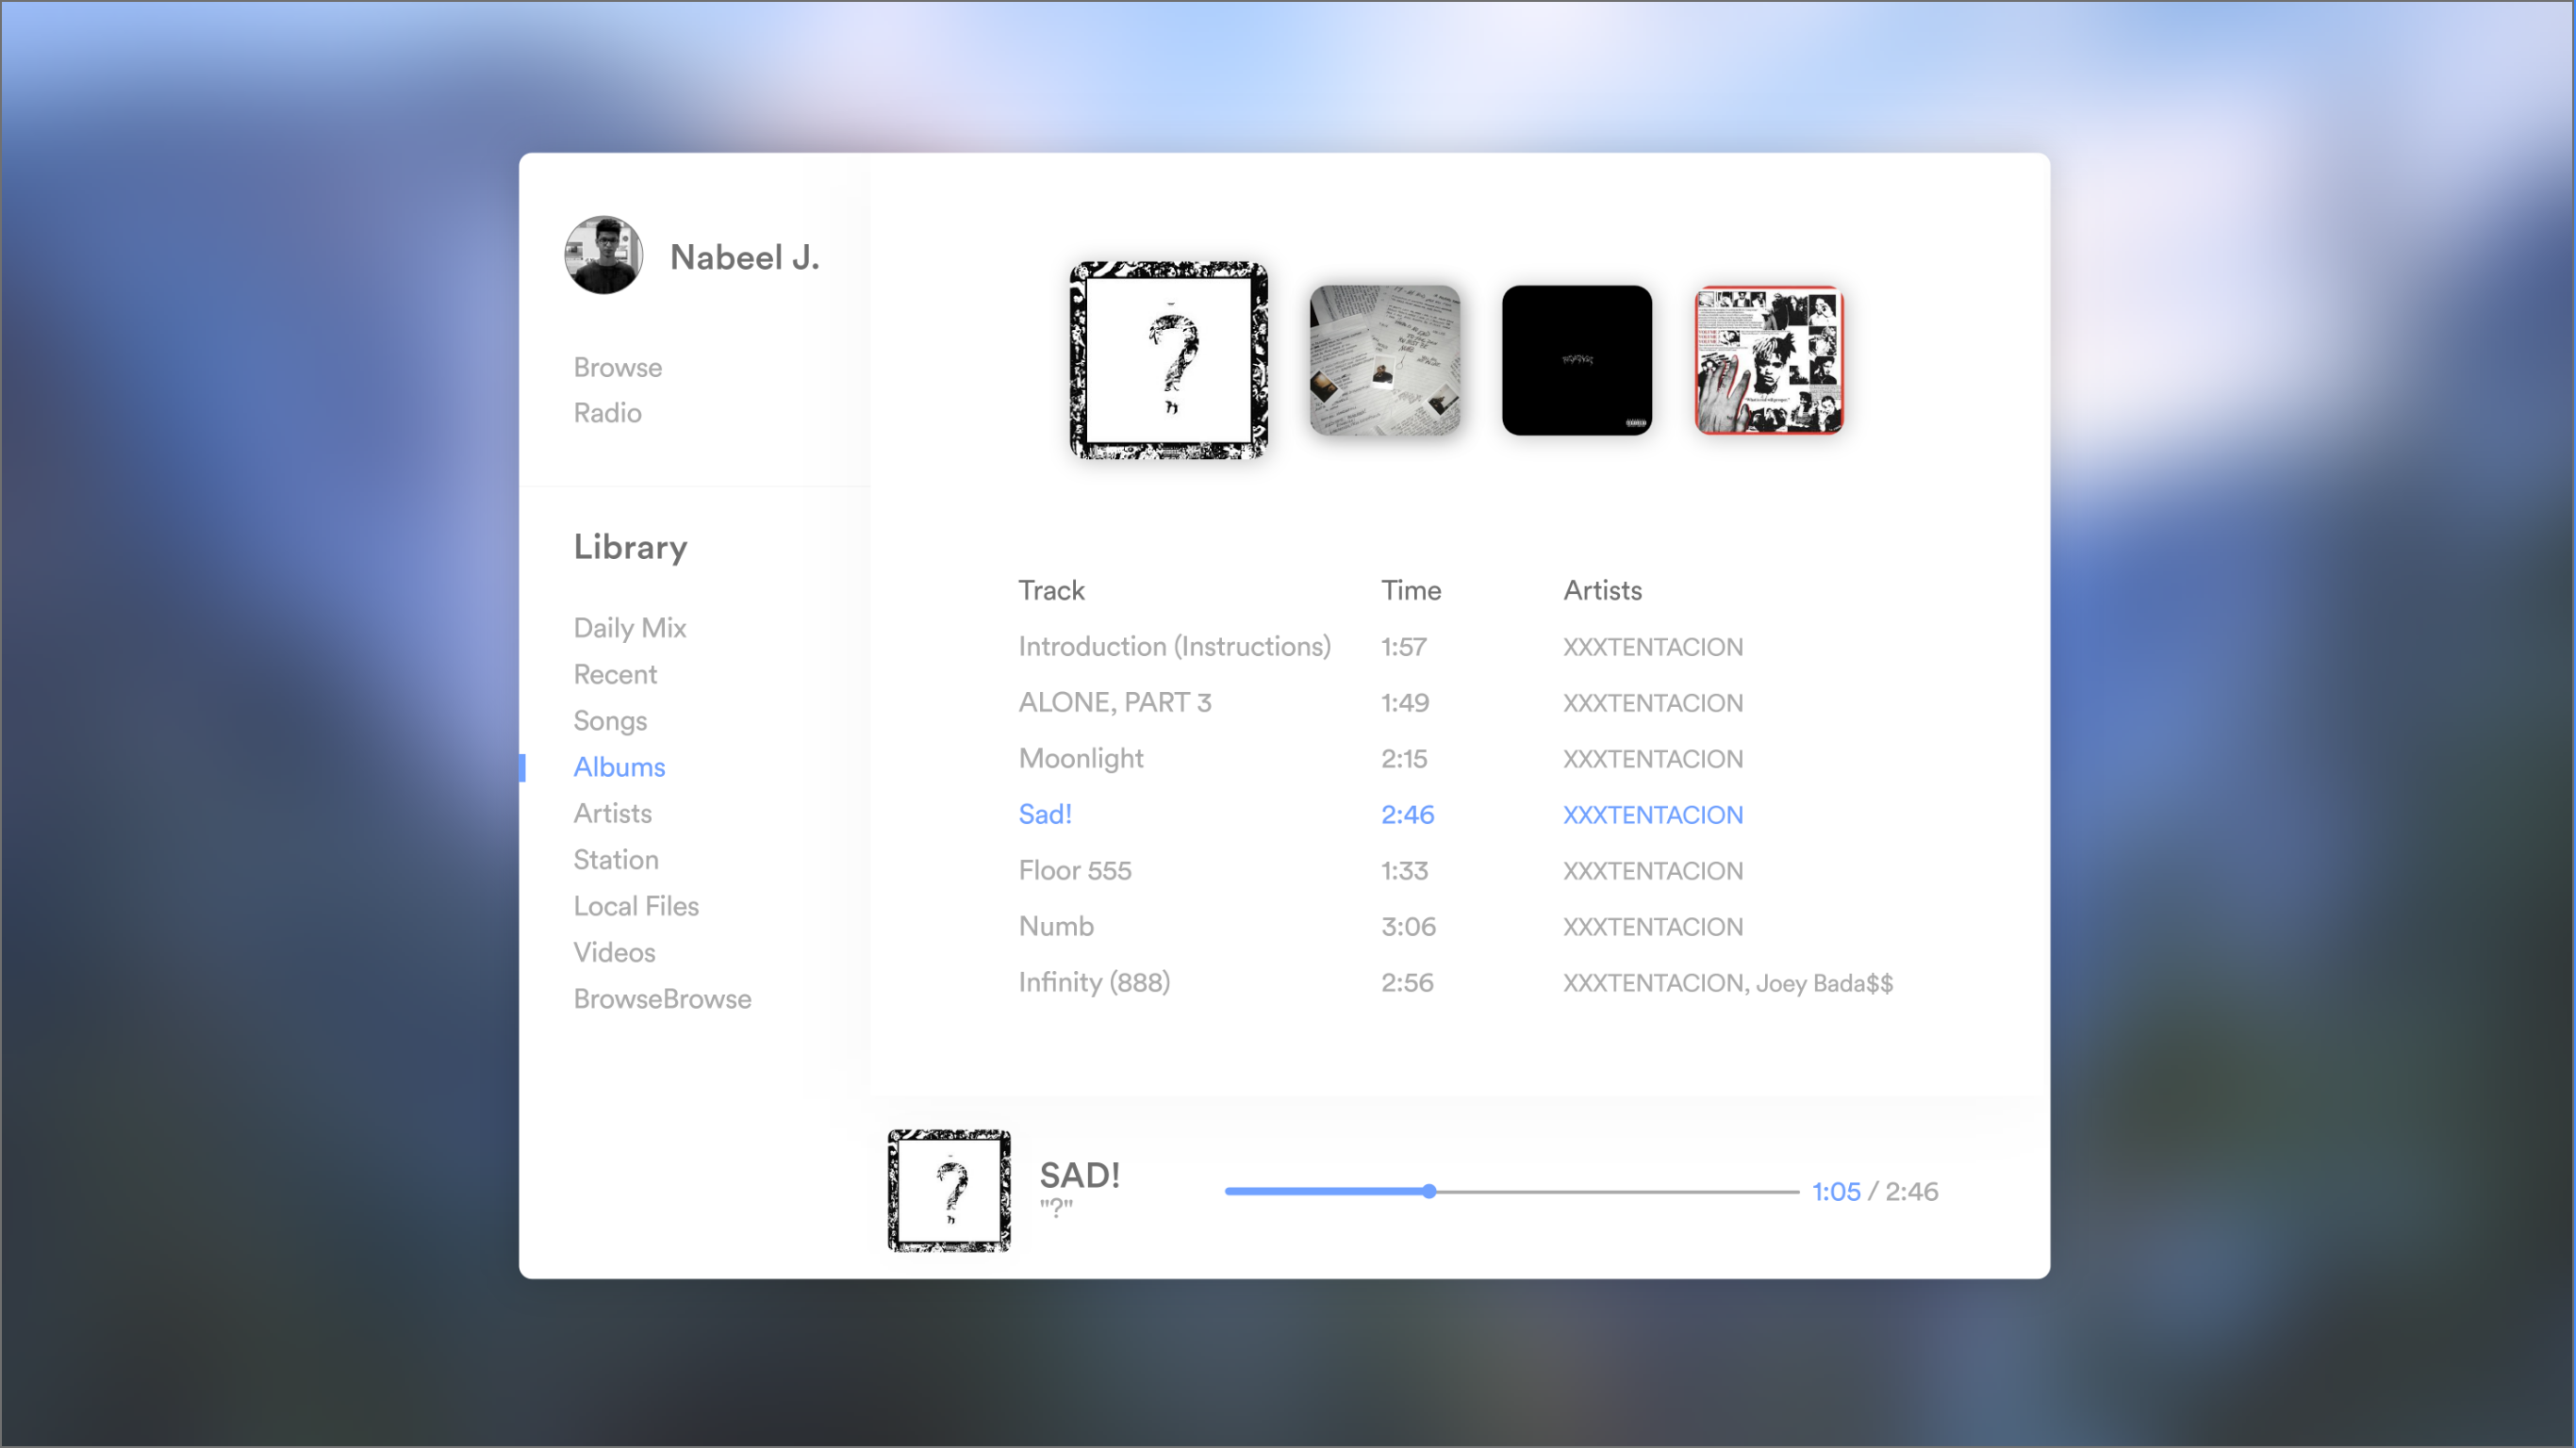 Nabeel J.
Browse
Radio
Library
Daily Mix
Recent
Songs
Albums
Artists
Station
Local Files
Videos
BrowseBrowse
?
Track Time Artists
Introduction (Instructions) 1:57 XXXTENTACION
ALONE, PART 3 1:49 XXXTENTACION
Moonlight 2:15 XXXTENTACION
Sad! 2:46 XXXTENTACION
Floor 555 1:33 XXXTENTACION
Numb 3:06 XXXTENTACION
Infinity (888) 2:56 XXXTENTACION, Joey Bada$$
?
SAD!
"?"
1:05 / 2:46